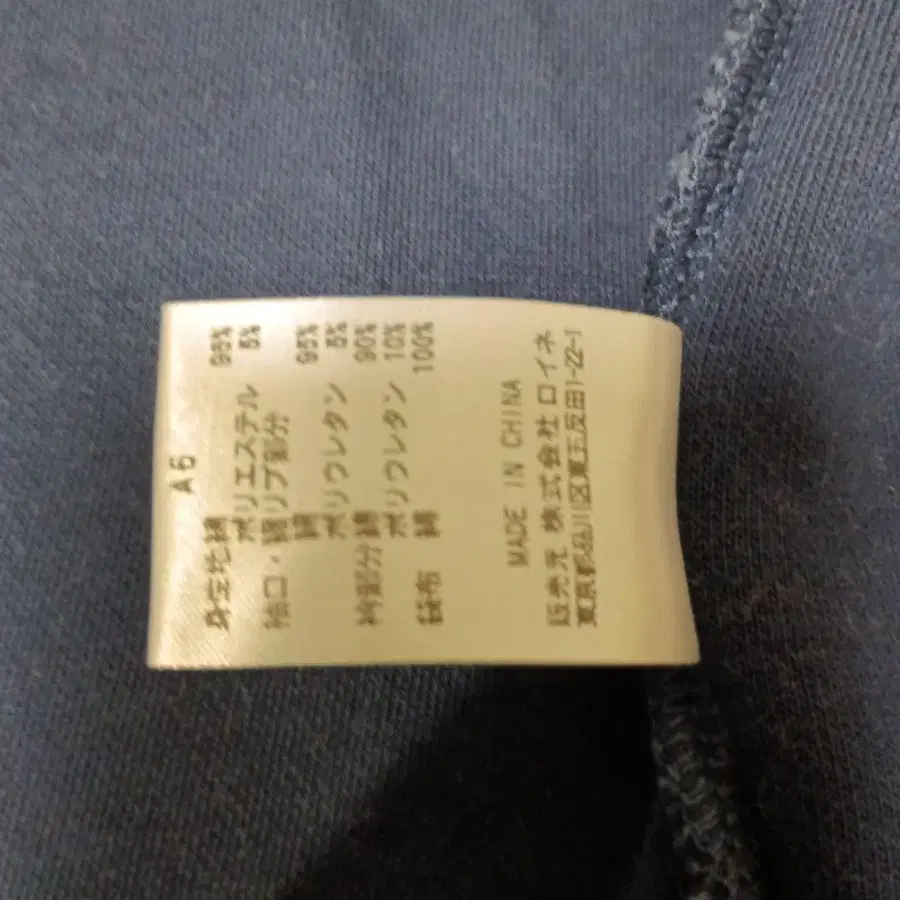 A6
身生地 綿 95%
ポリエステル 5%
袖口・裾リブ部分
綿 95%
ポリウレタン 5%
衿部分 綿 90%
ポリウレタン 10%
袋布 綿 100%
MADE IN CHINA
販売元 株式会社ロイネ
東京都品川区東五反田1-22-1